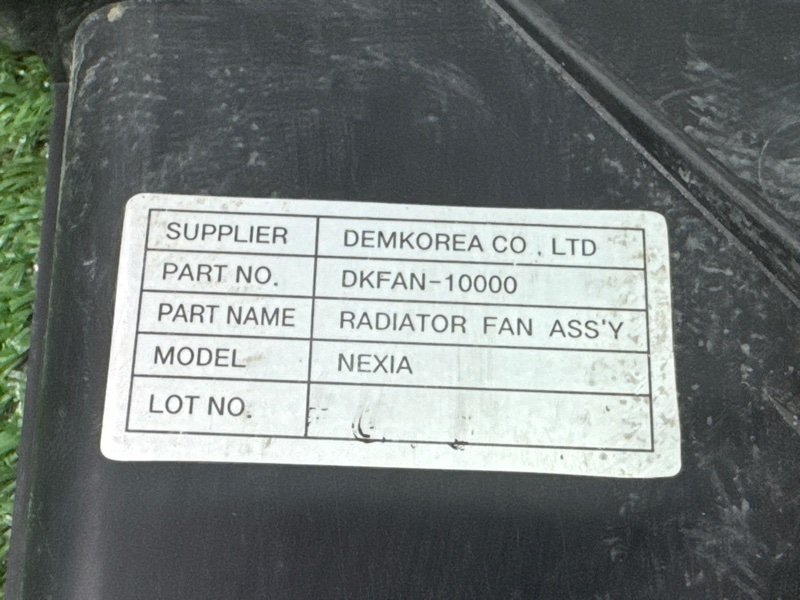 SUPPLIER DEMKOREA CO . LTD
PART NO. DKFAN-10000
PART NAME RADIATOR FAN ASS'Y
MODEL NEXIA
LOT NO.